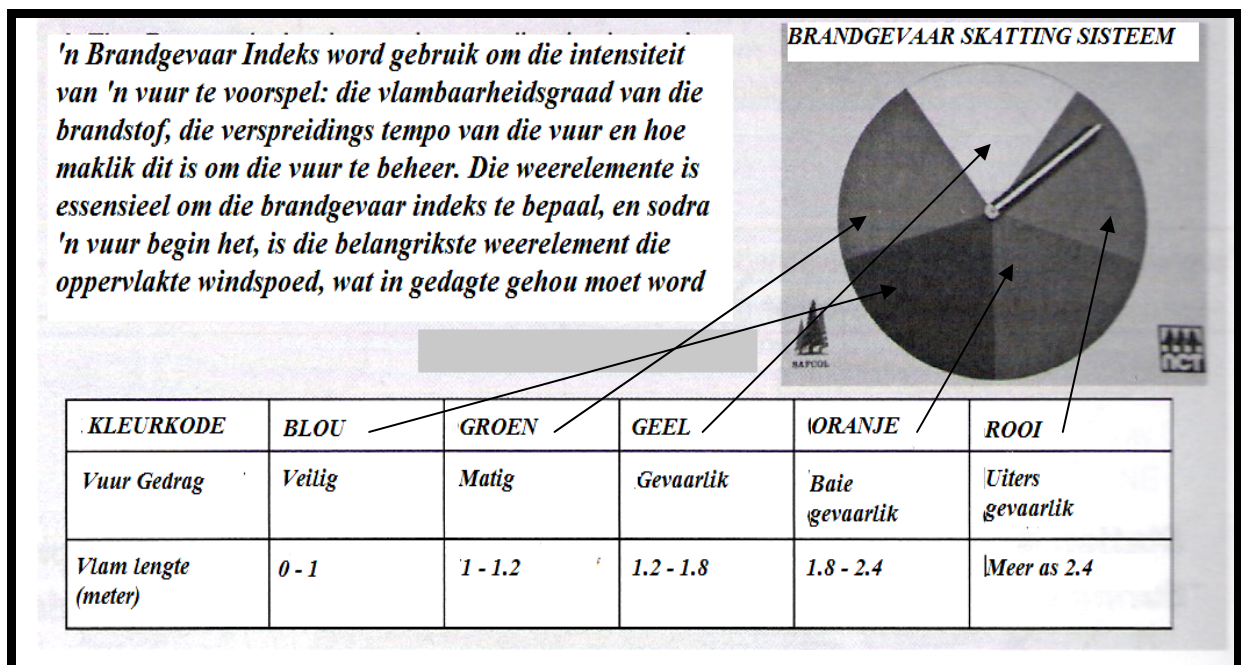 'n Brandgevaar Indeks word gebruik om die intensiteit
van 'n vuur te voorspel: die vlambaarheidsgraad van die
brandstof, die verspreidings tempo van die vuur en hoe
maklik dit is om die vuur te beheer. Die weerelemente is
essensieel om die brandgevaar indeks te bepaal, en sodra
'n vuur begin het, is die belangrikste weerelement die
oppervlakte windspoed, wat in gedagte gehou moet word
BRANDGEVAAR SKATTING SISTEEM
SAFCOL
NCT
KLEURKODE BLOU GROEN GEEL ORANJE ROOI
Vuur Gedrag Veilig Matig Gevaarlik Baie gevaarlik Uiters gevaarlik
Vlam lengte (meter) 0 - 1 1 - 1.2 1.2 - 1.8 1.8 - 2.4 Meer as 2.4